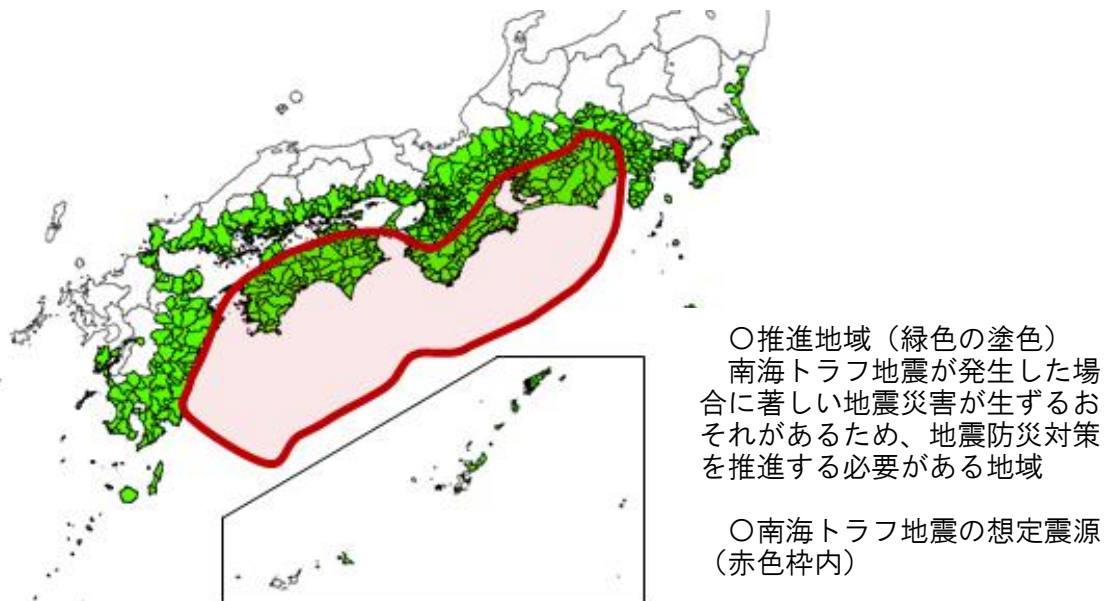 〇推進地域（緑色の塗色）
南海トラフ地震が発生した場
合に著しい地震災害が生ずるお
それがあるため、地震防災対策
を推進する必要がある地域
〇南海トラフ地震の想定震源
（赤色枠内）